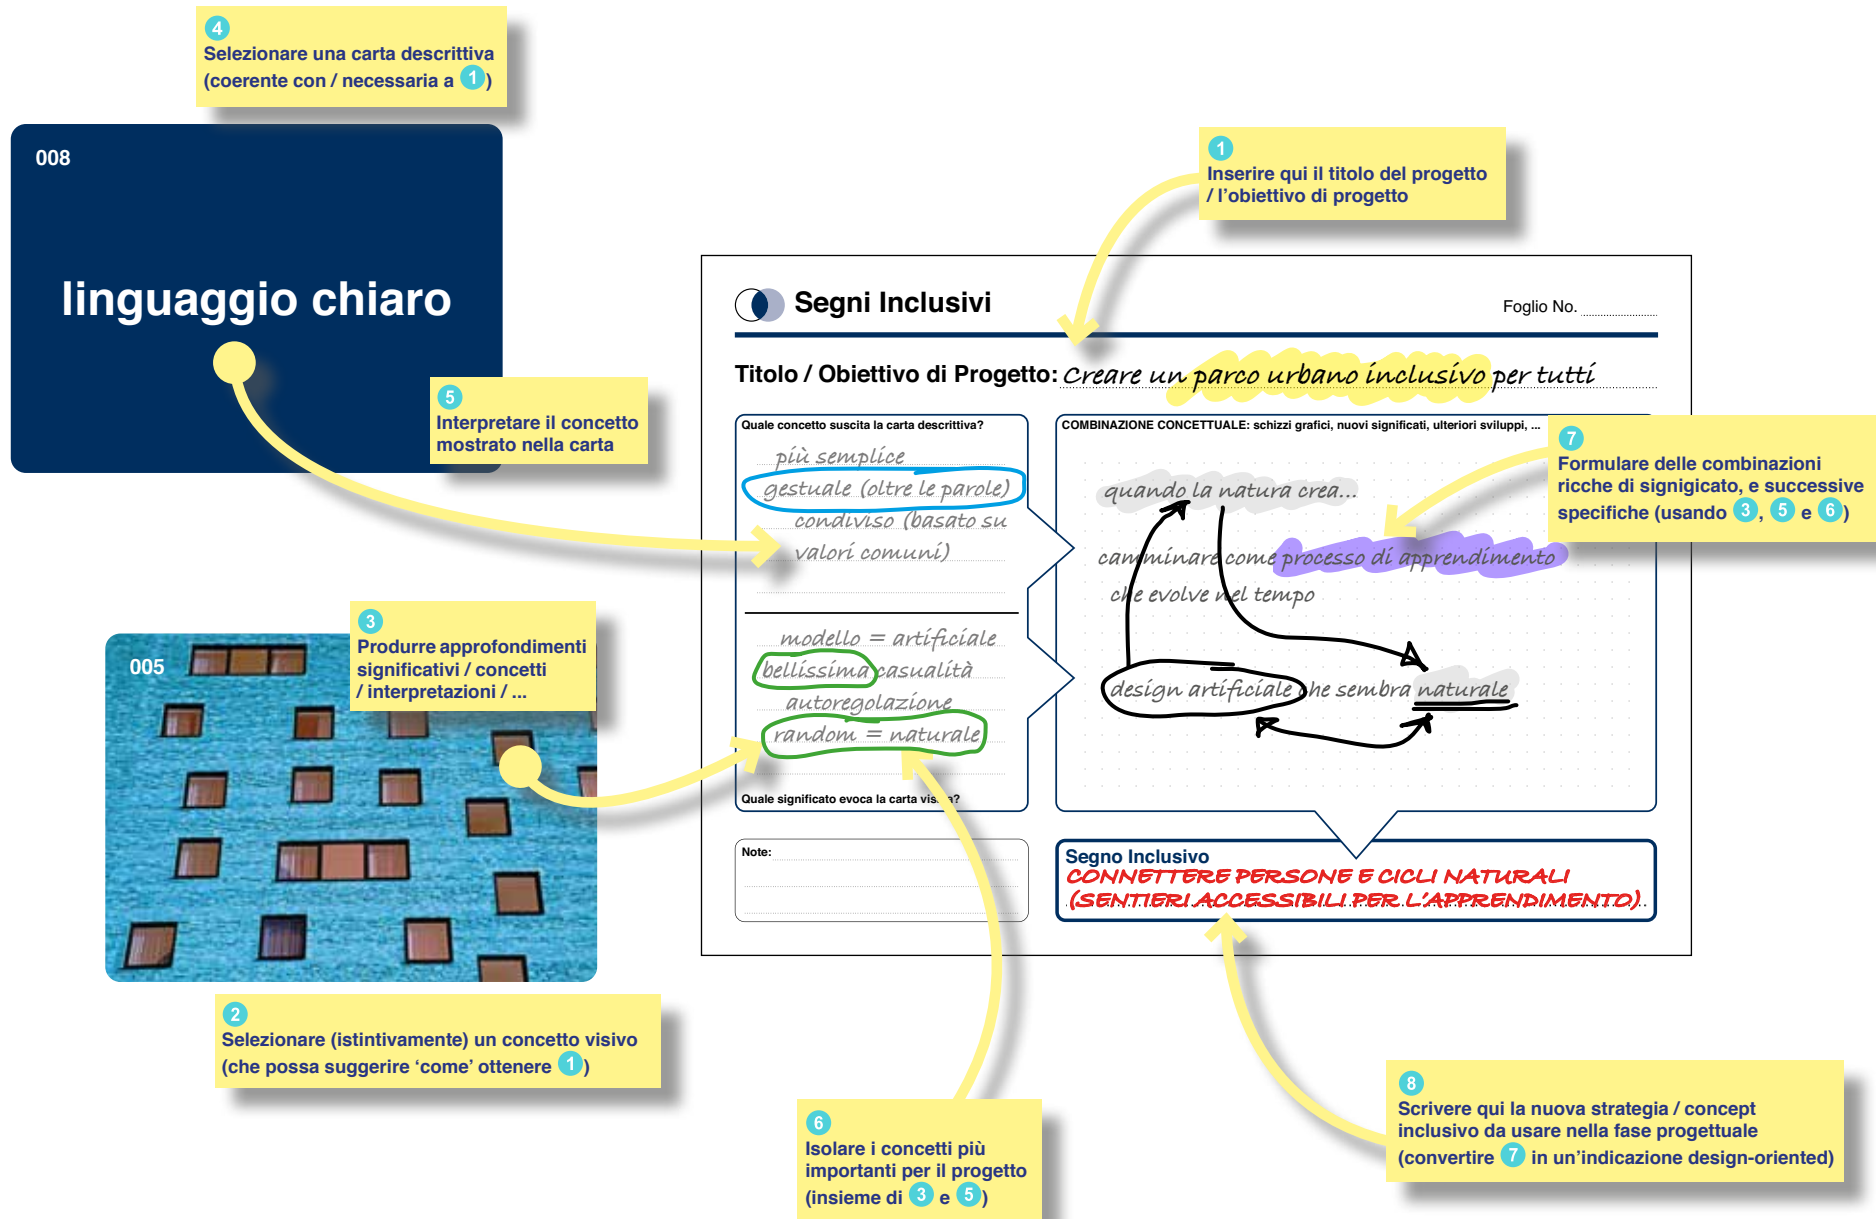 4
Selezionare una carta descrittiva
(coerente con / necessaria a 1)
008
linguaggio chiaro
5
Interpretare il concetto
mostrato nella carta
3
Produrre approfondimenti
significativi / concetti
/ interpretazioni / ...
005
2
Selezionare (istintivamente) un concetto visivo
(che possa suggerire ‘come’ ottenere 1)
1
Inserire qui il titolo del progetto
/ l’obiettivo di progetto
Segni Inclusivi
Foglio No.
Titolo / Obiettivo di Progetto: Creare un parco urbano inclusivo per tutti
Quale concetto suscita la carta descrittiva?
più semplice
gestuale (oltre le parole)
condiviso (basato su
valori comuni)
modello = artificiale
bellissima casualità
autoregolazione
random = naturale
Quale significato evoca la carta visiva?
COMBINAZIONE CONCETTUALE: schizzi grafici, nuovi significati, ulteriori sviluppi, ...
quando la natura crea...
camminare come processo di apprendimento
che evolve nel tempo
design artificiale che sembra naturale
7
Formulare delle combinazioni
ricche di signigicato, e successive
specifiche (usando 3, 5 e 6)
Note:
Segno Inclusivo
CONNETTERE PERSONE E CICLI NATURALI
(SENTIERI ACCESSIBILI PER L’APPRENDIMENTO)
6
Isolare i concetti più
importanti per il progetto
(insieme di 3 e 5)
8
Scrivere qui la nuova strategia / concept
inclusivo da usare nella fase progettuale
(convertire 7 in un’indicazione design-oriented)